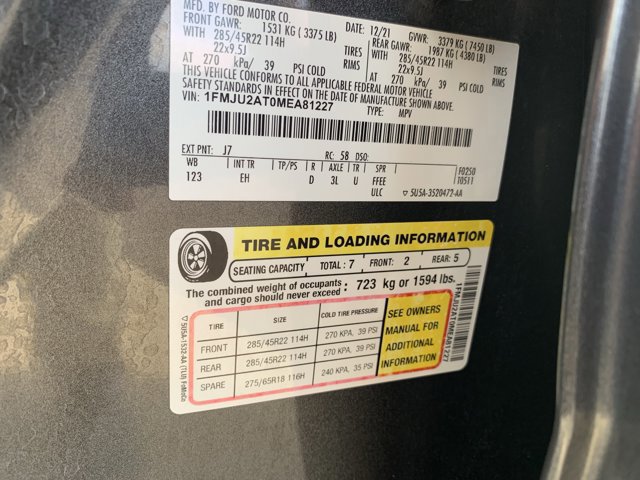 MFD. BY FORD MOTOR CO.
DATE: 12/21 GVWR: 3379 KG (7450 LB)
FRONT GAWR: 1531 KG (3375 LB) REAR GAWR: 1987 KG (4380 LB)
WITH 285/45R22 114H TIRES WITH 285/45R22 114H TIRES
22x9.5J RIMS 22x9.5J RIMS
AT 270 kPa/ 39 PSI COLD AT 270 kPa/ 39 PSI COLD
THIS VEHICLE CONFORMS TO ALL APPLICABLE FEDERAL MOTOR VEHICLE
SAFETY STANDARDS IN EFFECT ON THE DATE OF MANUFACTURE SHOWN ABOVE.
VIN: 1FMJU2AT0MEA81227
TYPE: MPV
EXT PNT: J7 RC: 58 DSO:
WB INT TR TP/PS R AXLE TR SPR F0250
123 EH D 3L U FFEE T0511
ULC ▽ 5U5A-3520472-AA
TIRE AND LOADING INFORMATION
SEATING CAPACITY TOTAL: 7 FRONT: 2 REAR: 5
The combined weight of occupants
and cargo should never exceed : 723 kg or 1594 lbs.
TIRE SIZE COLD TIRE PRESSURE
FRONT 285/45R22 114H 270 KPA, 39 PSI
REAR 285/45R22 114H 270 KPA, 39 PSI
SPARE 275/65R18 116H 240 KPA, 35 PSI
SEE OWNERS
MANUAL FOR
ADDITIONAL
INFORMATION
1FMJU2AT0MEA81227
▽ 5U5A-1532-AA (TLU) FoMoCo